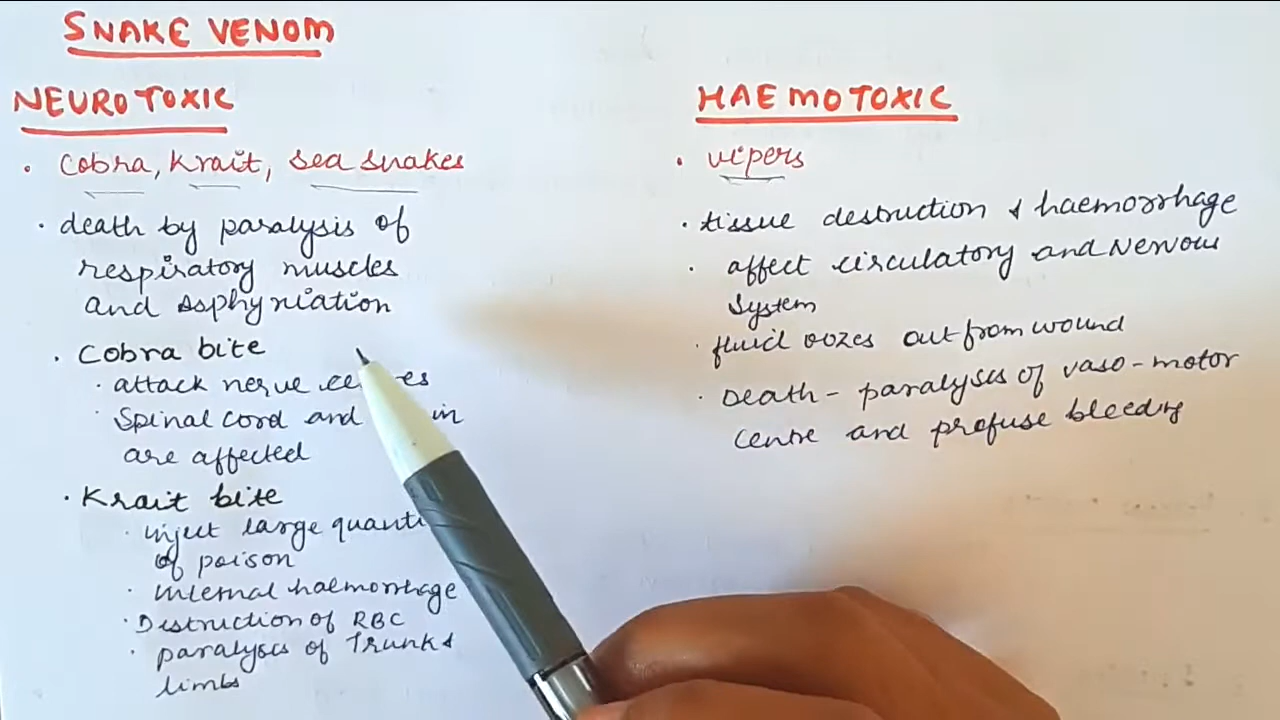 SNAKE VENOM
NEUROTOXIC
. Cobra, Krait, Sea snakes
. death by paralysis of
respiratory muscles
and Asphyxiation
. Cobra bite
. attack nerve
Spinal cord and
are affected
. Krait bite
. inject large
of poison
. internal haemorrhage
. Destruction of RBC
. paralysis of Trunk &
limbs
HAEMOTOXIC
. Vipers
. tissue destruction & haemorrhage
. affect circulatory and Nervous
System
. fluid oozes out from wound
. Death - paralyses of vaso-motor
Centre and profuse bleeding